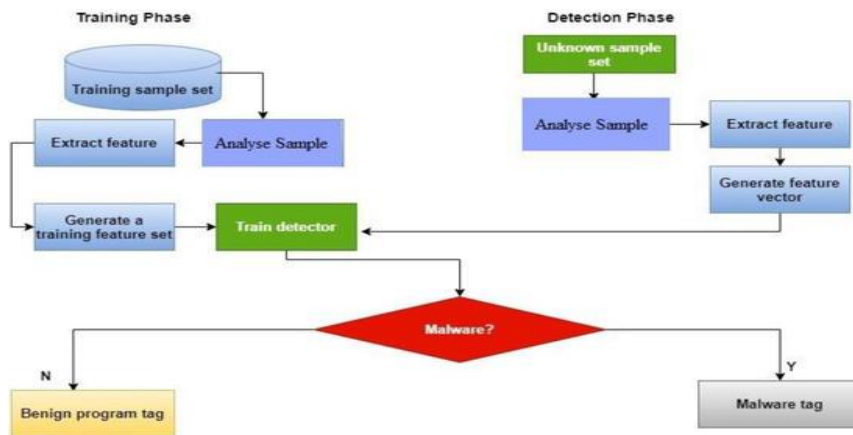 Training Phase
Detection Phase
Training sample set
Unknown sample
set
Extract feature
Analyse Sample
Analyse Sample
Extract feature
Generate a
training feature set
Train detector
Generate feature
vector
Malware?
N
Y
Benign program tag
Malware tag